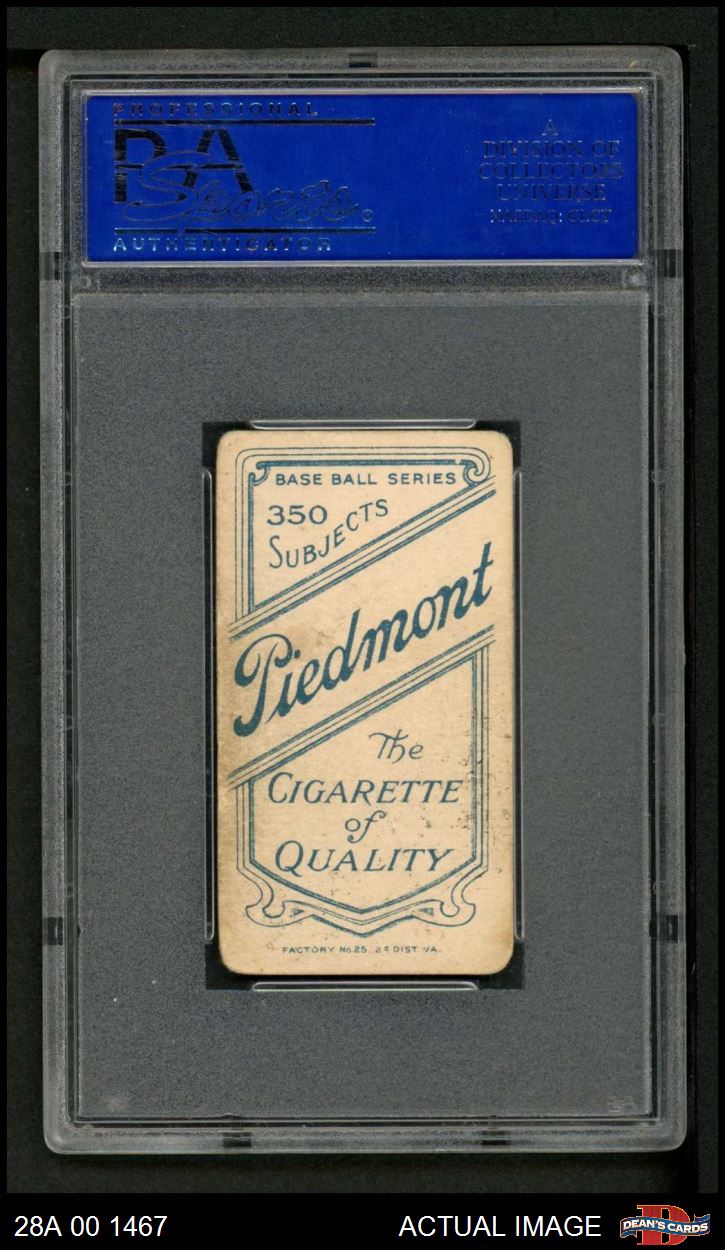 PROFESSIONAL
PSA
Sports
AUTHENTICATOR
A
DIVISION OF
COLLECTORS
UNIVERSE
NASDAQ: CLCT
BASE BALL SERIES
350
SUBJECTS
Piedmont
The
CIGARETTE
of
QUALITY
FACTORY No.25. 2d DIST. VA.
28A 00 1467
ACTUAL IMAGE
D
DEAN'S CARDS